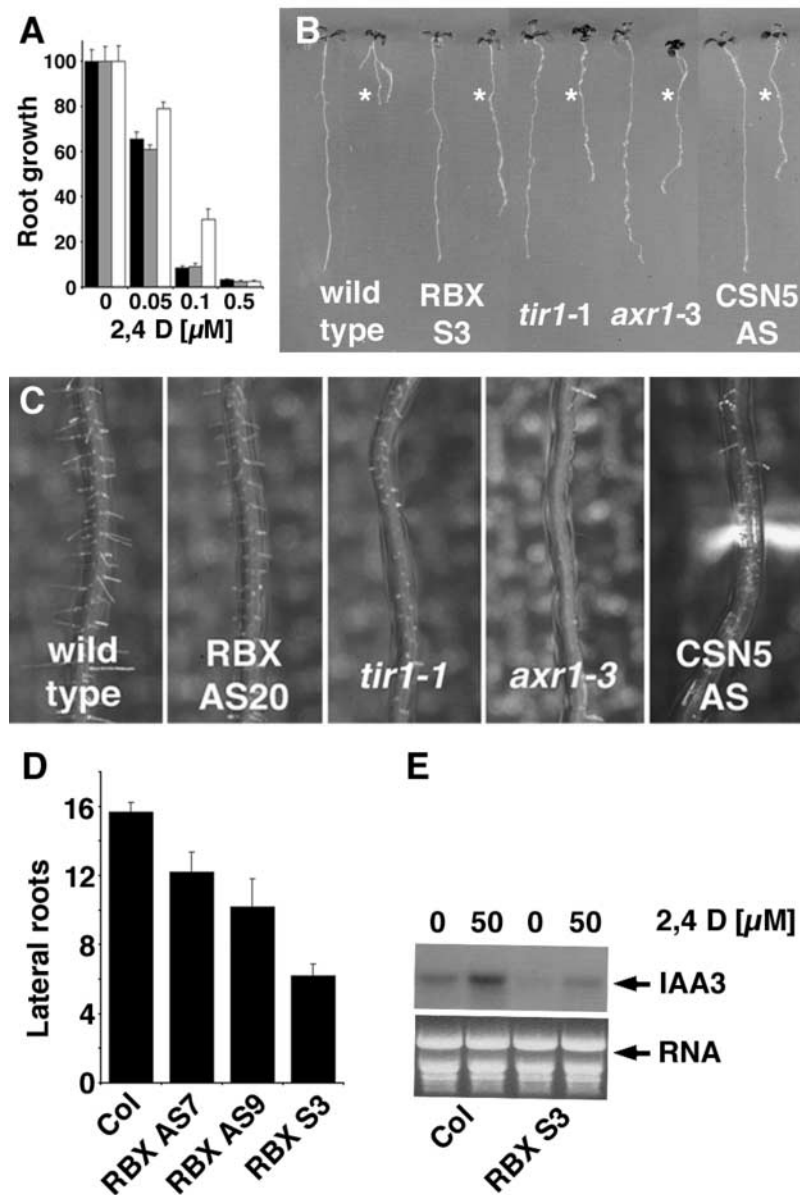 A
Root growth
100
80
60
40
20
0
0 0.05 0.1 0.5
2,4 D [µM]
B
* * * * *
wild type
RBX S3
tir1-1
axr1-3
CSN5 AS
C
wild type
RBX AS20
tir1-1
axr1-3
CSN5 AS
D
Lateral roots
16
12
8
4
0
Col
RBX AS7
RBX AS9
RBX S3
E
0 50 0 50 2,4 D [µM]
IAA3
RNA
Col
RBX S3